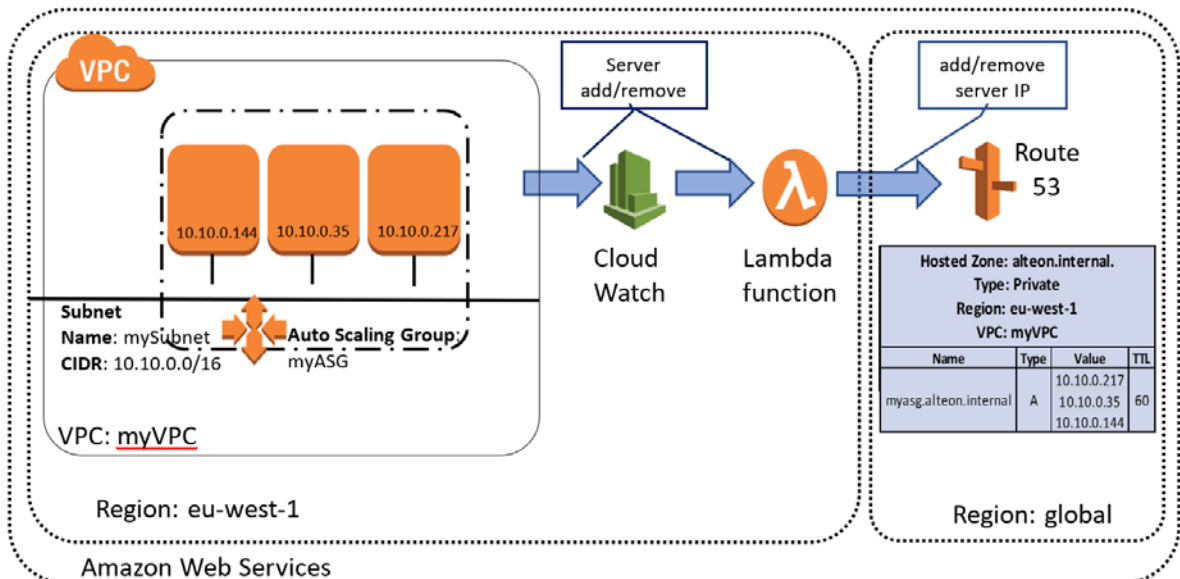 VPC
10.10.0.144
10.10.0.35
10.10.0.217
Subnet
Name: mySubnet
CIDR: 10.10.0.0/16
Auto Scaling Group:
myASG
VPC: myVPC
Region: eu-west-1
Amazon Web Services
Server
add/remove
Cloud
Watch
λ
Lambda
function
add/remove
server IP
Route
53
Hosted Zone: alteon.internal.
Type: Private
Region: eu-west-1
VPC: myVPC
Name Type Value TTL
10.10.0.217
myasg.alteon.internal A 10.10.0.35 60
10.10.0.144
Region: global